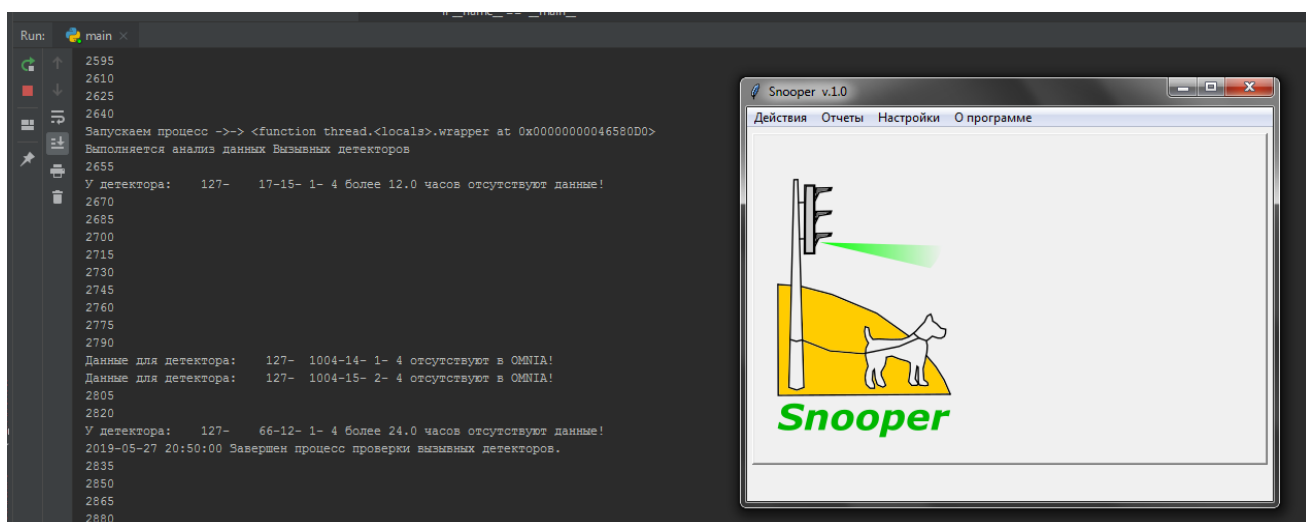 if __name__ == '__main__'
Run: main ×
2595
2610
2625
2640
Запускаем процесс ->-> <function thread.<locals>.wrapper at 0x00000000046580D0>
Выполняется анализ данных Вызывных детекторов
2655
У детектора:    127-    17-15- 1- 4 более 12.0 часов отсутствуют данные!
2670
2685
2700
2715
2730
2745
2760
2775
2790
Данные для детектора:    127-  1004-14- 1- 4 отсутствуют в OMNIA!
Данные для детектора:    127-  1004-15- 2- 4 отсутствуют в OMNIA!
2805
2820
У детектора:    127-    66-12- 1- 4 более 24.0 часов отсутствуют данные!
2019-05-27 20:50:00 Завершен процесс проверки вызывных детекторов.
2835
2850
2865
2880
Snooper v.1.0
Действия Отчеты Настройки О программе
Snooper